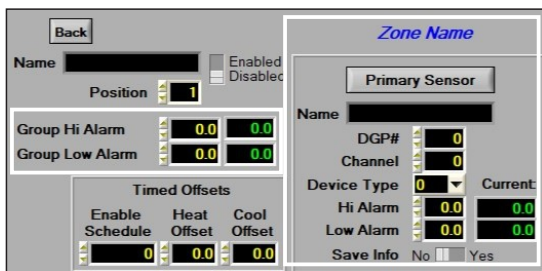 Back
Name
Enabled
Disabled
Position 1
Group Hi Alarm 0.0 0.0
Group Low Alarm 0.0 0.0
Timed Offsets
Enable Schedule Heat Offset Cool Offset
0 0.0 0.0
Zone Name
Primary Sensor
Name
DGP# 0
Channel 0
Device Type 0 Current:
Hi Alarm 0.0 0.0
Low Alarm 0.0 0.0
Save Info No Yes